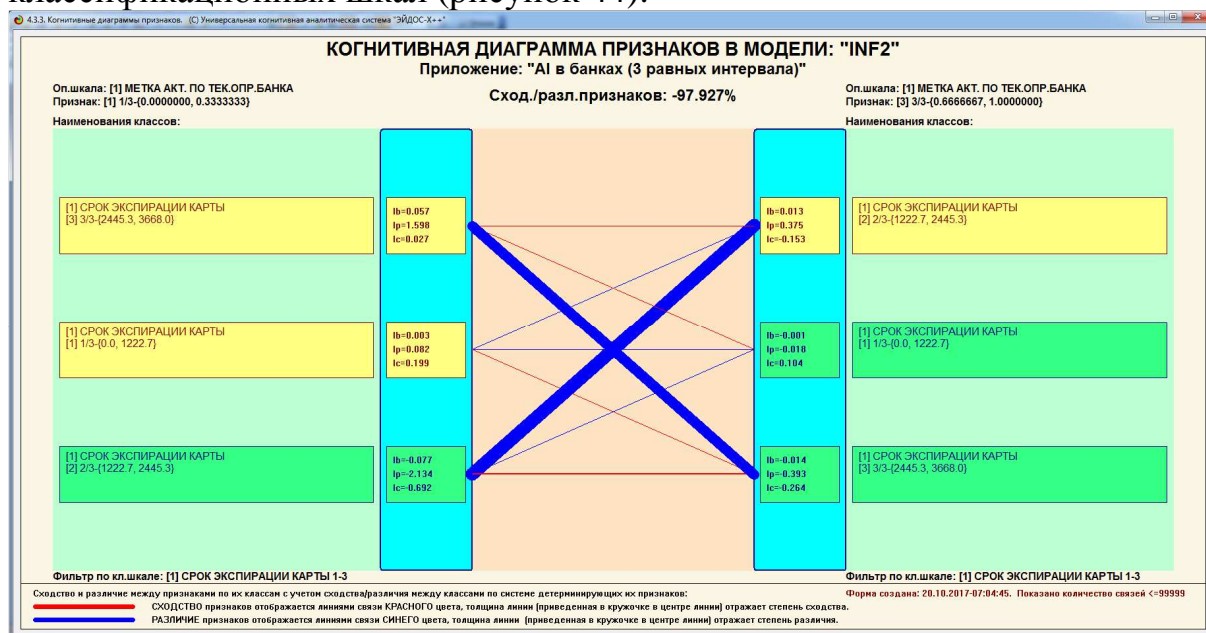 классификационных шкал (рисунок 44).
4.3.3. Когнитивные диаграммы признаков. (C) Универсальная когнитивная аналитическая система "ЭЙДОС-X++"
КОГНИТИВНАЯ ДИАГРАММА ПРИЗНАКОВ В МОДЕЛИ: "INF2"
Приложение: "AI в банках (3 равных интервала)"
Оп.шкала: [1] МЕТКА АКТ. ПО ТЕК.ОПР.БАНКА
Признак: [1] 1/3-{0.0000000, 0.3333333}
Сход./разл.признаков: -97.927%
Оп.шкала: [1] МЕТКА АКТ. ПО ТЕК.ОПР.БАНКА
Признак: [3] 3/3-{0.6666667, 1.0000000}
Наименования классов:
Наименования классов:
[1] СРОК ЭКСПИРАЦИИ КАРТЫ
[3] 3/3-{2445.3, 3668.0}
Ib=0.057
Ip=1.598
Ic=0.027
Ib=0.013
Ip=0.375
Ic=-0.153
[1] СРОК ЭКСПИРАЦИИ КАРТЫ
[2] 2/3-{1222.7, 2445.3}
[1] СРОК ЭКСПИРАЦИИ КАРТЫ
[1] 1/3-{0.0, 1222.7}
Ib=0.003
Ip=0.082
Ic=0.199
Ib=-0.001
Ip=-0.018
Ic=0.104
[1] СРОК ЭКСПИРАЦИИ КАРТЫ
[1] 1/3-{0.0, 1222.7}
[1] СРОК ЭКСПИРАЦИИ КАРТЫ
[2] 2/3-{1222.7, 2445.3}
Ib=-0.077
Ip=-2.134
Ic=-0.692
Ib=-0.014
Ip=-0.393
Ic=-0.264
[1] СРОК ЭКСПИРАЦИИ КАРТЫ
[3] 3/3-{2445.3, 3668.0}
Фильтр по кл.шкале: [1] СРОК ЭКСПИРАЦИИ КАРТЫ 1-3
Фильтр по кл.шкале: [1] СРОК ЭКСПИРАЦИИ КАРТЫ 1-3
Сходство и различие между признаками по их классам с учетом сходства/различия между классами по системе детерминирующих их признаков:
Форма создана: 20.10.2017-07:04:45. Показано количество связей <=99999
СХОДСТВО признаков отображается линиями связи КРАСНОГО цвета, толщина линии (приведенная в кружочке в центре линии) отражает степень сходства.
РАЗЛИЧИЕ признаков отображается линиями связи СИНЕГО цвета, толщина линии (приведенная в кружочке в центре линии) отражает степень различия.